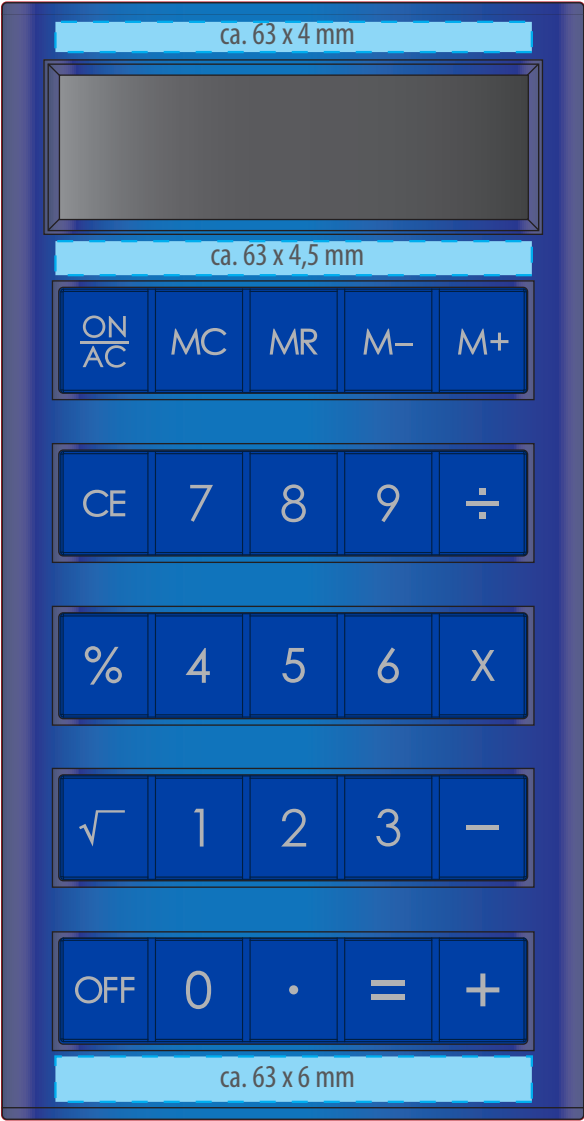 ca. 63 x 4 mm
ca. 63 x 4,5 mm
ON
AC MC MR M– M+
CE 7 8 9 ÷
% 4 5 6 X
√ 1 2 3 –
OFF 0 · = +
ca. 63 x 6 mm